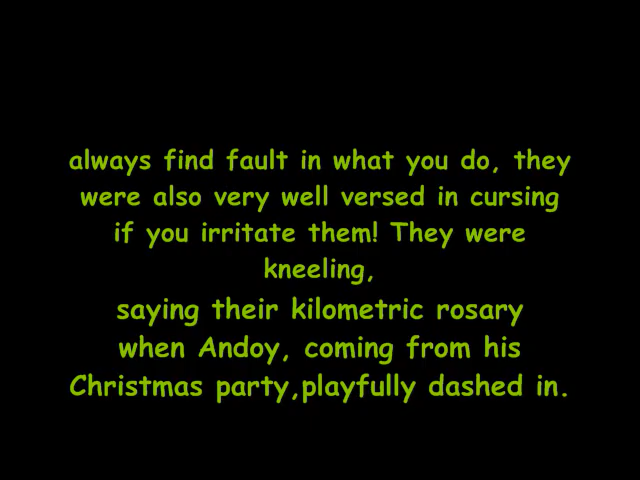 always find fault in what you do, they
were also very well versed in cursing
if you irritate them! They were
kneeling,
saying their kilometric rosary
when Andoy, coming from his
Christmas party,playfully dashed in.